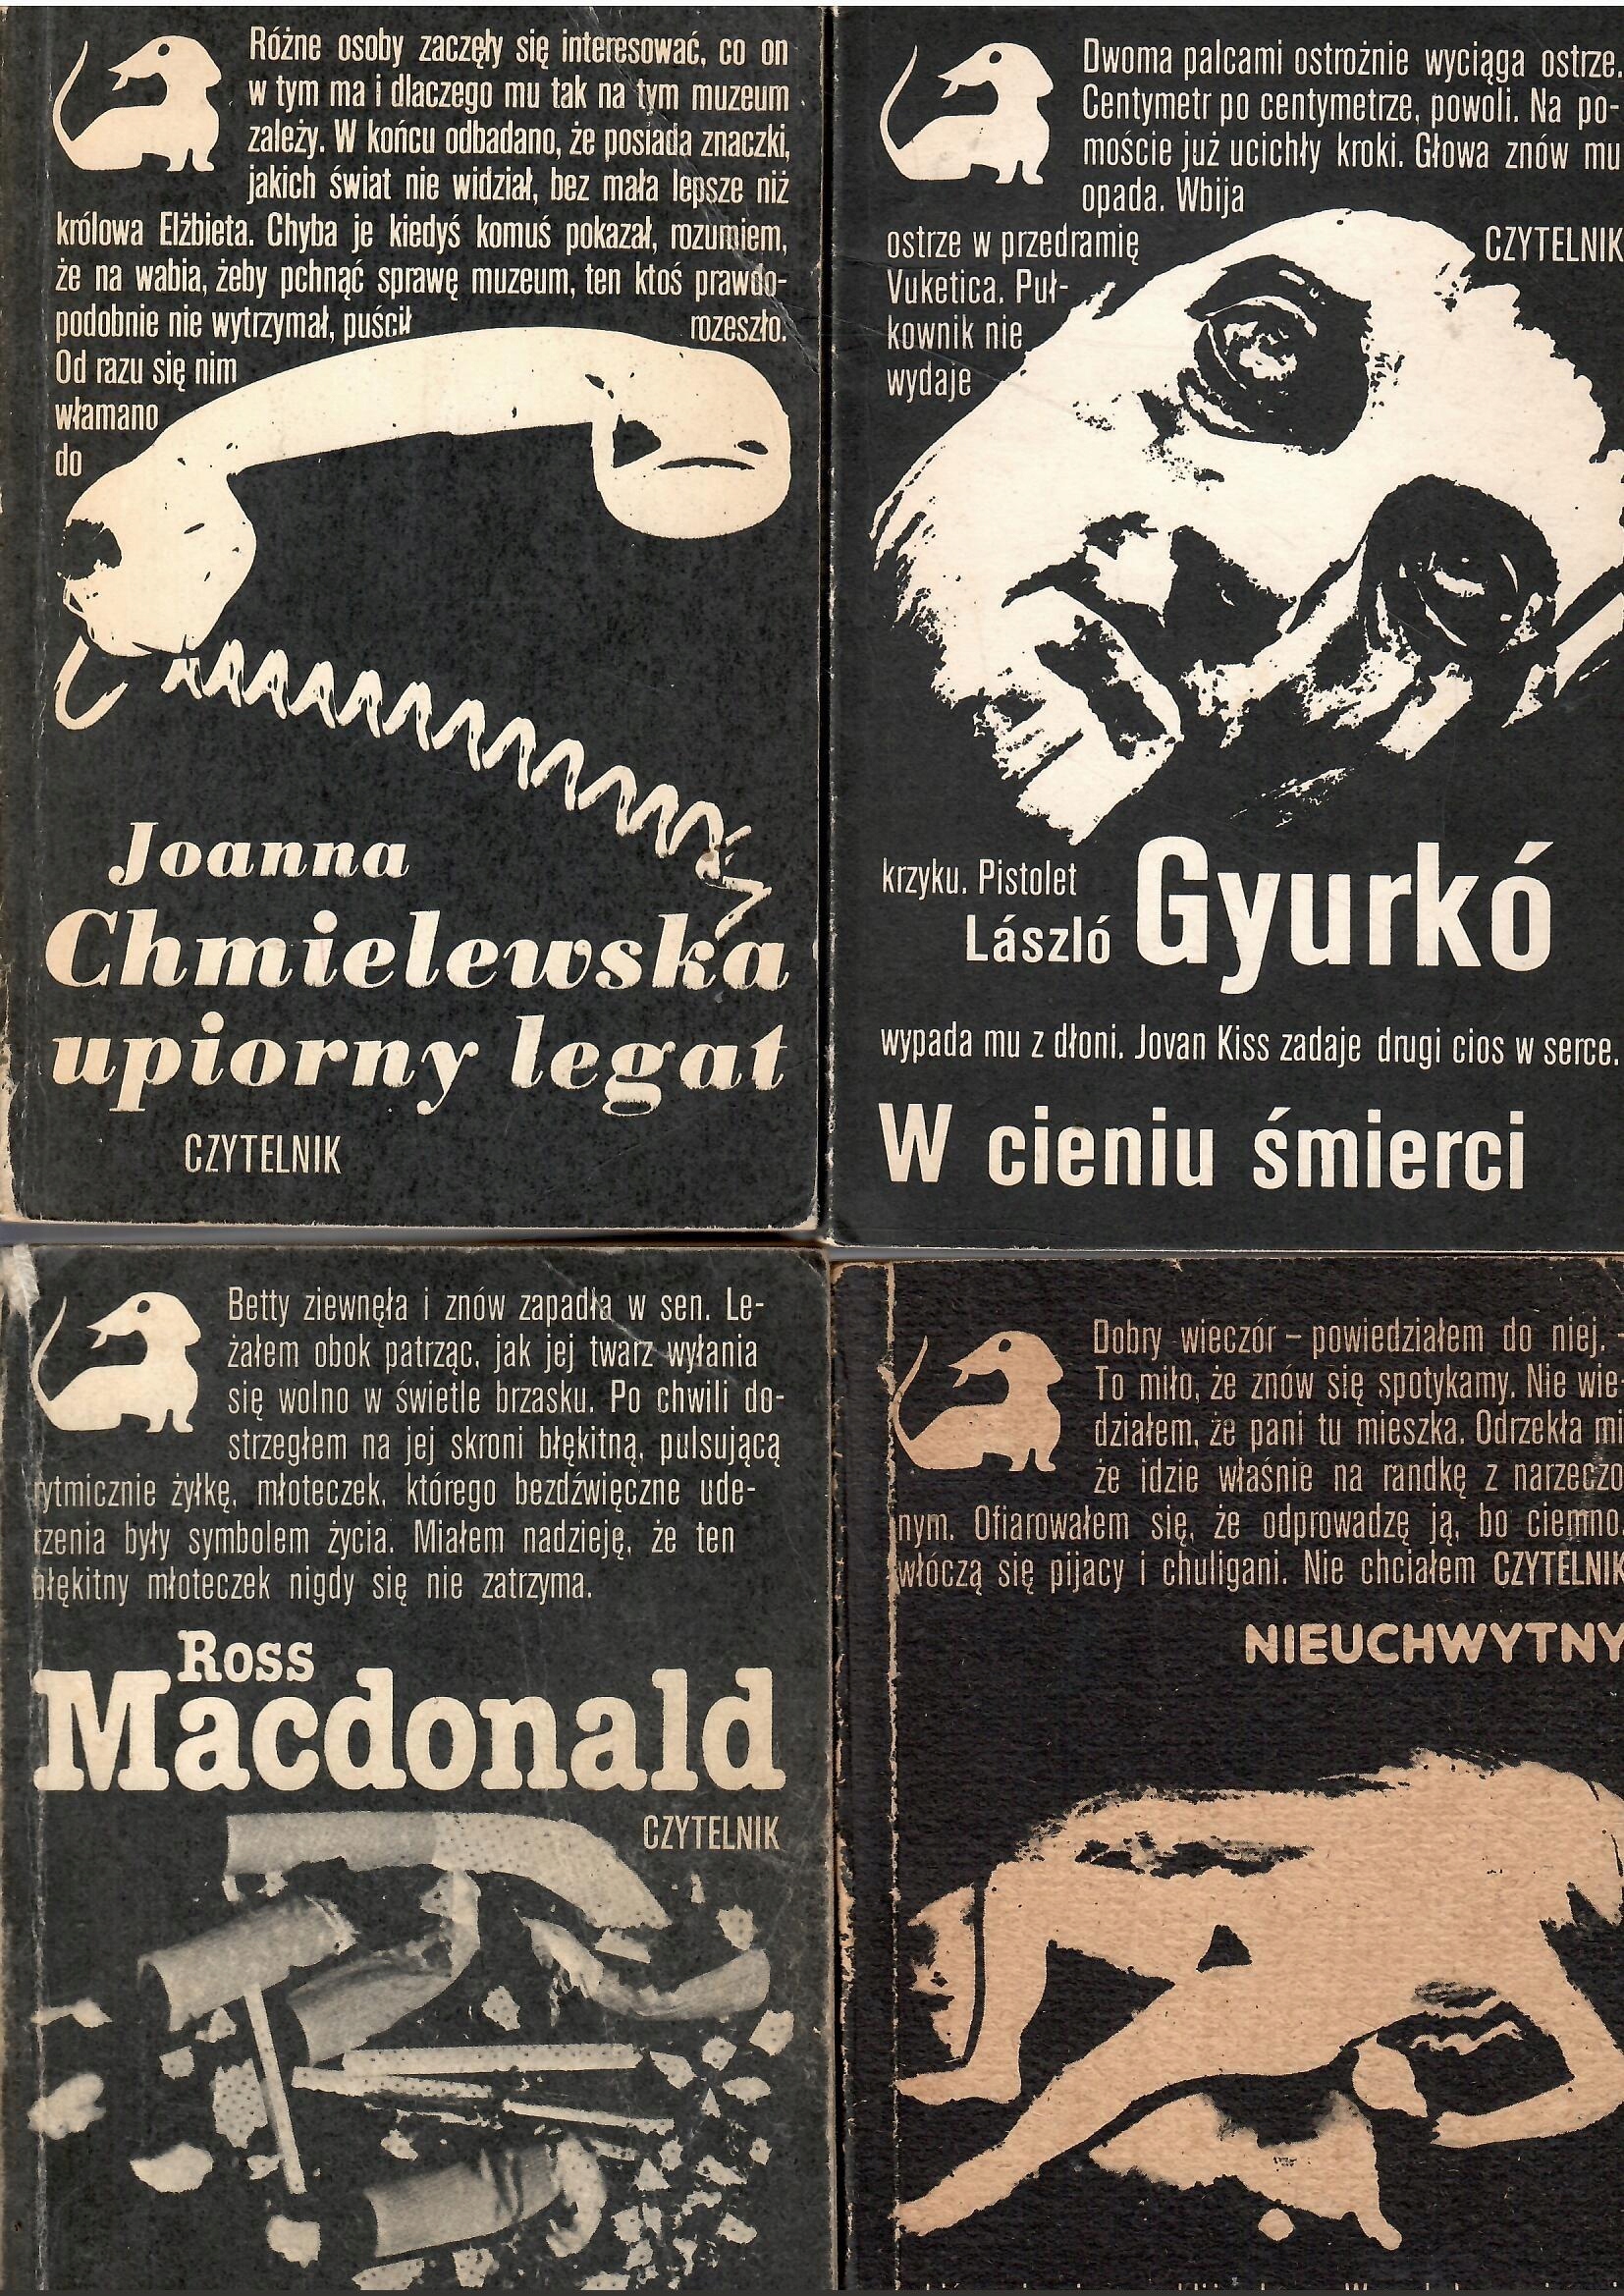 Różne osoby zaczęły się interesować, co on
w tym ma i dlaczego mu tak na tym muzeum
zależy. W końcu odbadano, że posiada znaczki,
jakich świat nie widział, bez mała lepsze niż
królowa Elżbieta. Chyba je kiedyś komuś pokazał, rozumiem,
że na wabia, żeby pchnąć sprawę muzeum, ten ktoś prawdo-
podobnie nie wytrzymał, puścił rozeszło.
Od razu się nim
włamano
do
Joanna
Chmielewska
upiorny legat
CZYTELNIK
Dwoma palcami ostrożnie wyciąga ostrze.
Centymetr po centymetrze, powoli. Na po-
moście już ucichły kroki. Głowa znów mu
opada. Wbija
ostrze w przedramię CZYTELNIK
Vuketica. Puł-
kownik nie
wydaje
krzyku. Pistolet
László Gyurkó
wypada mu z dłoni. Jovan Kiss zadaje drugi cios w serce.
W cieniu śmierci
Betty ziewnęła i znów zapadła w sen. Le-
żałem obok patrząc, jak jej twarz wyłania
się wolno w świetle brzasku. Po chwili do-
strzegłem na jej skroni błękitną, pulsującą
rytmicznie żyłkę, młoteczek, którego bezdźwięczne ude-
rzenia były symbolem życia. Miałem nadzieję, że ten
błękitny młoteczek nigdy się nie zatrzyma.
Ross
Macdonald
CZYTELNIK
Dobry wieczór – powiedziałem do niej.
To miło, że znów się spotykamy. Nie wie-
działem, że pani tu mieszka. Odrzekła mi
że idzie właśnie na randkę z narzeczo
nym. Ofiarowałem się, że odprowadzę ją, bo ciemno,
włóczą się pijacy i chuligani. Nie chciałem CZYTELNIK
NIEUCHWYTNY